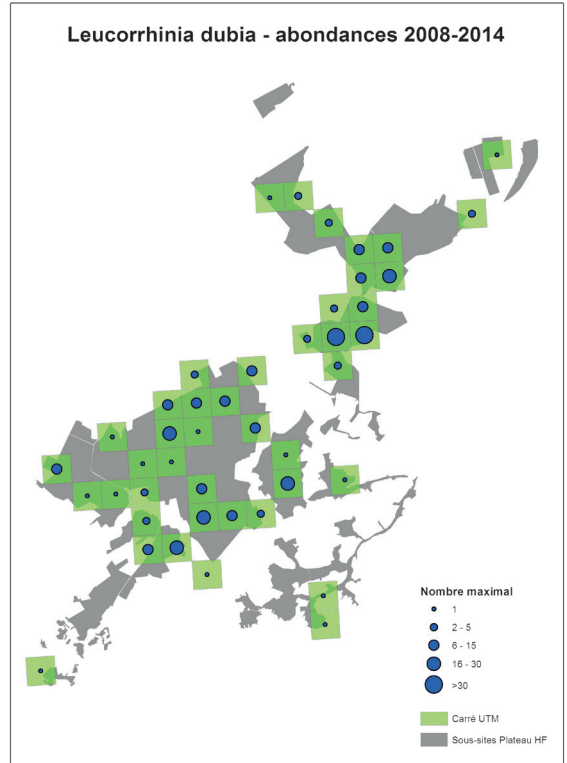 Leucorrhinia dubia - abondances 2008-2014
Nombre maximal
1
2 - 5
6 - 15
16 - 30
>30
Carré UTM
Sous-sites Plateau HF